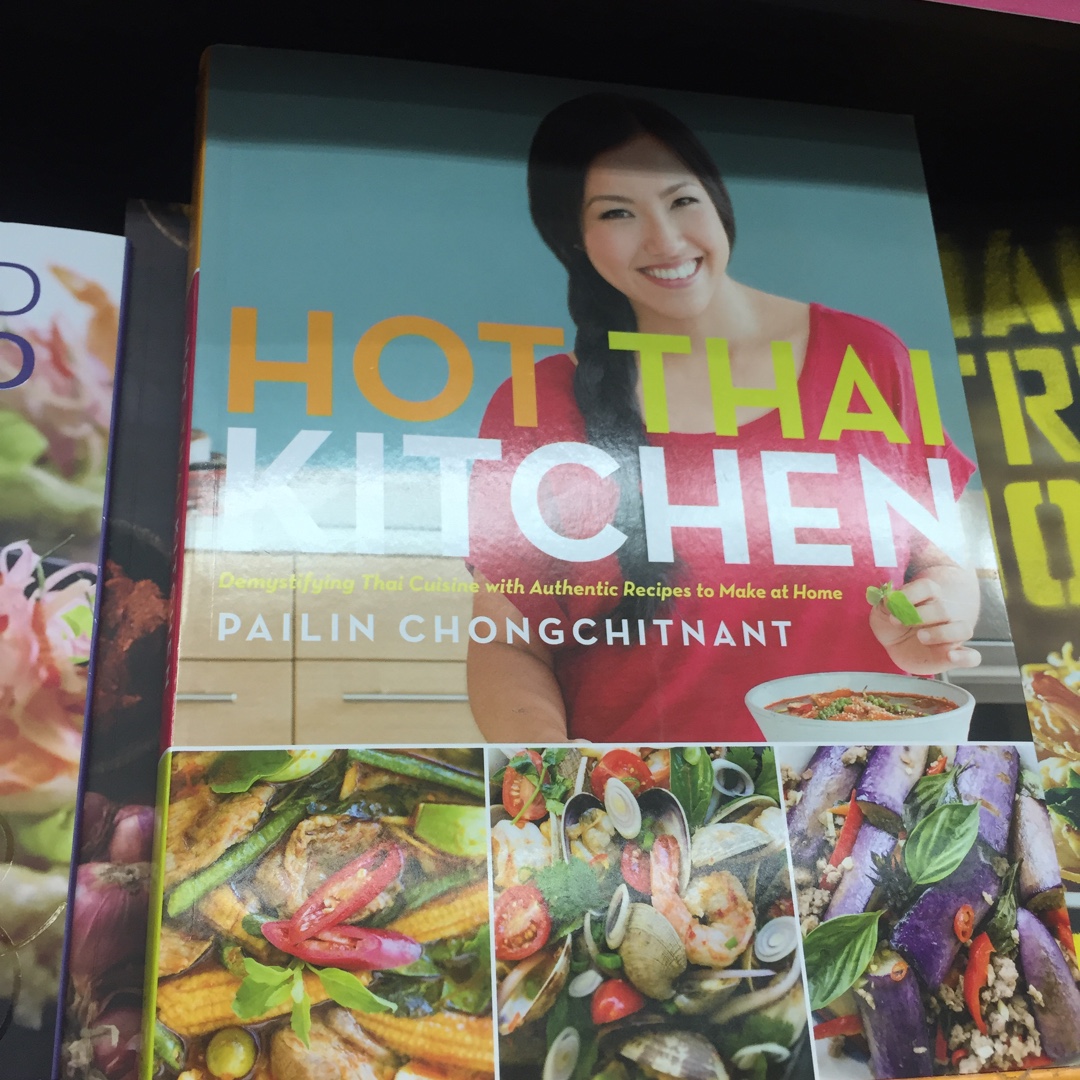 HOT THAI
KITCHEN
Demystifying Thai Cuisine with Authentic Recipes to Make at Home
PAILIN CHONGCHITNANT